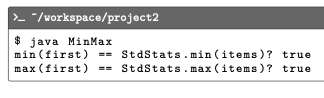 >_ ~/workspace/project2
$ java MinMax
min(first) == StdStats.min(items)? true
max(first) == StdStats.max(items)? true